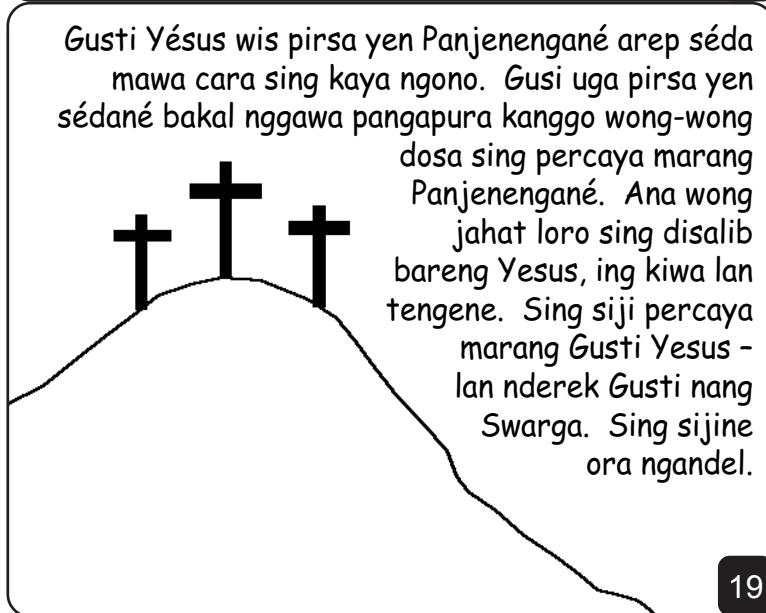 Gusti Yésus wis pirsa yen Panjenengané arep séda
mawa cara sing kaya ngono. Gusi uga pirsa yen
sédané bakal nggawa pangapura kanggo wong-wong
dosa sing percaya marang
Panjenengané. Ana wong
jahat loro sing disalib
bareng Yesus, ing kiwa lan
tengene. Sing siji percaya
marang Gusti Yesus –
lan nderek Gusti nang
Swarga. Sing sijine
ora ngandel.
19